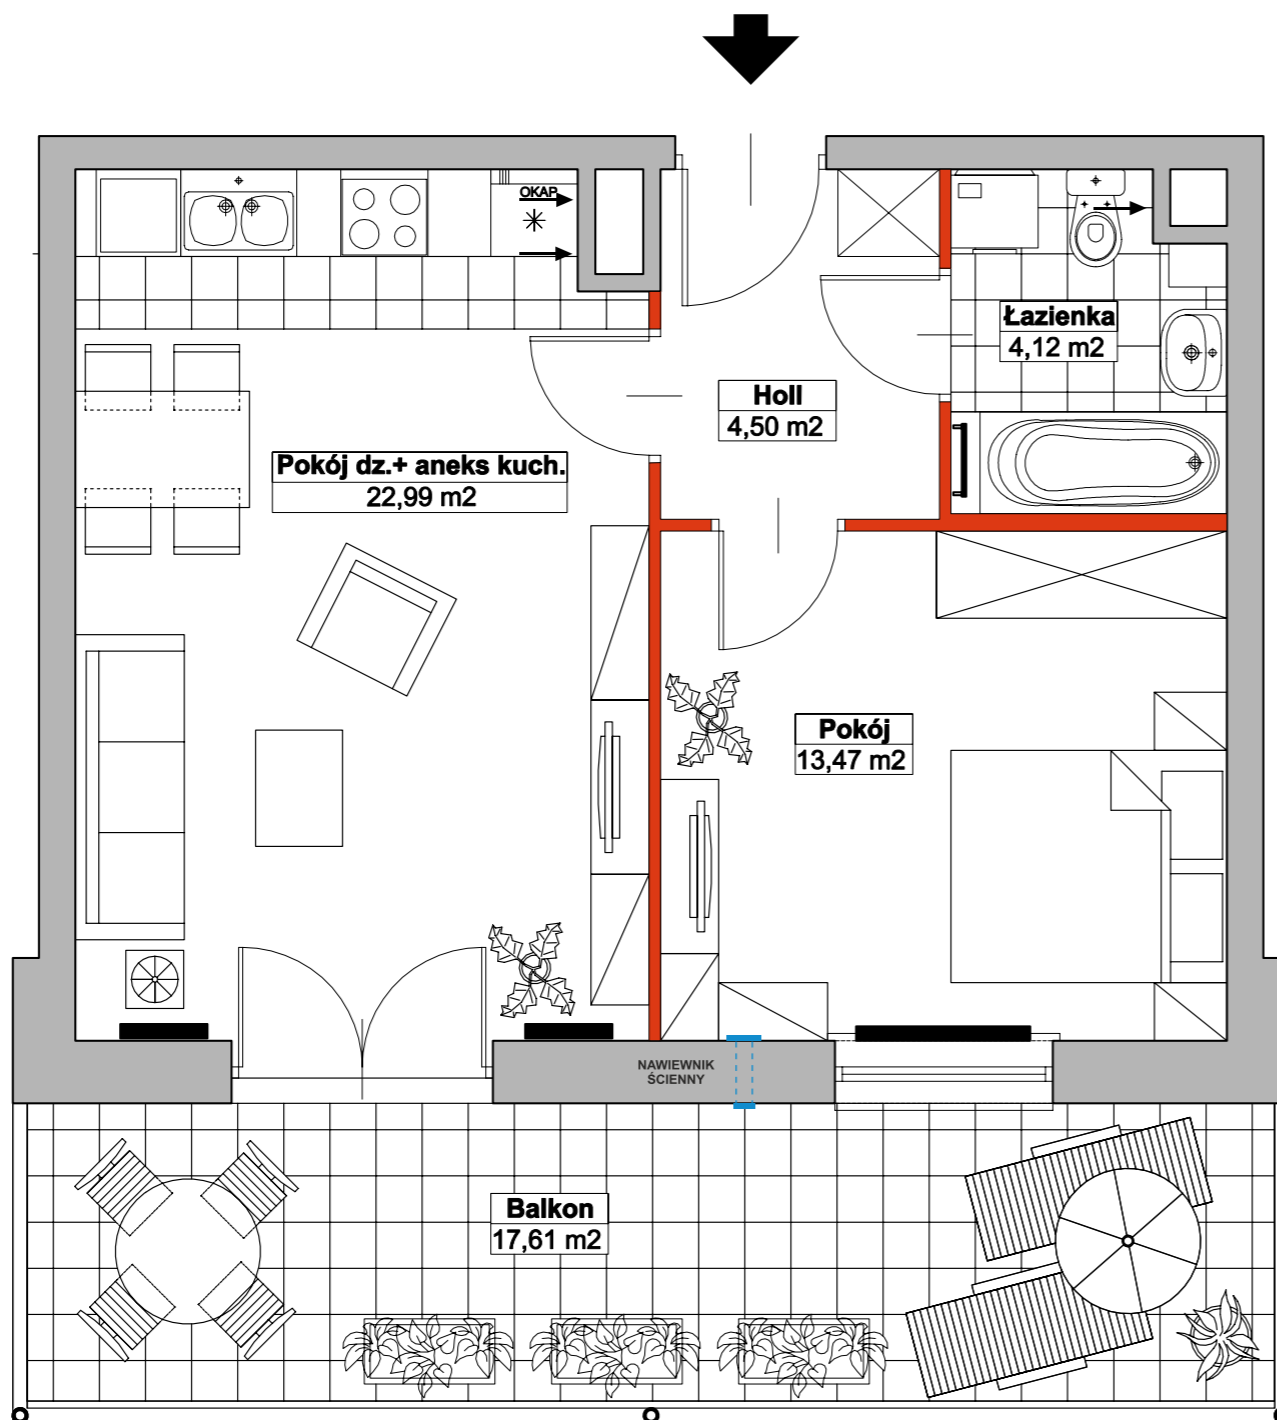 OKAP
Łazienka
4,12 m2
Holl
4,50 m2
Pokój dz.+ aneks kuch.
22,99 m2
Pokój
13,47 m2
NAWIEWNIK
ŚCIENNY
Balkon
17,61 m2